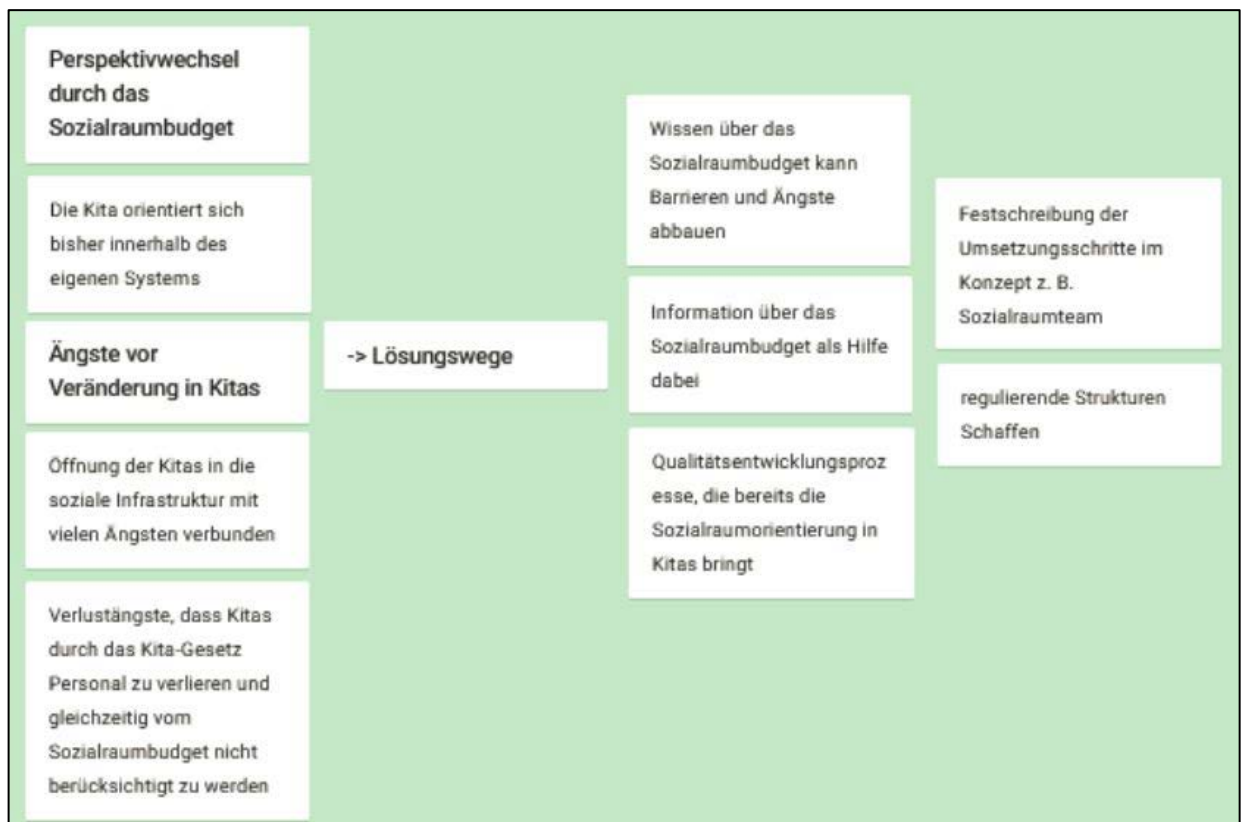 Perspektivwechsel
durch das
Sozialraumbudget
Die Kita orientiert sich
bisher innerhalb des
eigenen Systems
Ängste vor
Veränderung in Kitas
Öffnung der Kitas in die
soziale Infrastruktur mit
vielen Ängsten verbunden
Verlustängste, dass Kitas
durch das Kita-Gesetz
Personal zu verlieren und
gleichzeitig vom
Sozialraumbudget nicht
berücksichtigt zu werden
-> Lösungswege
Wissen über das
Sozialraumbudget kann
Barrieren und Ängste
abbauen
Information über das
Sozialraumbudget als Hilfe
dabei
Qualitätsentwicklungsproz
esse, die bereits die
Sozialraumorientierung in
Kitas bringt
Festschreibung der
Umsetzungsschritte im
Konzept z. B.
Sozialraumteam
regulierende Strukturen
Schaffen